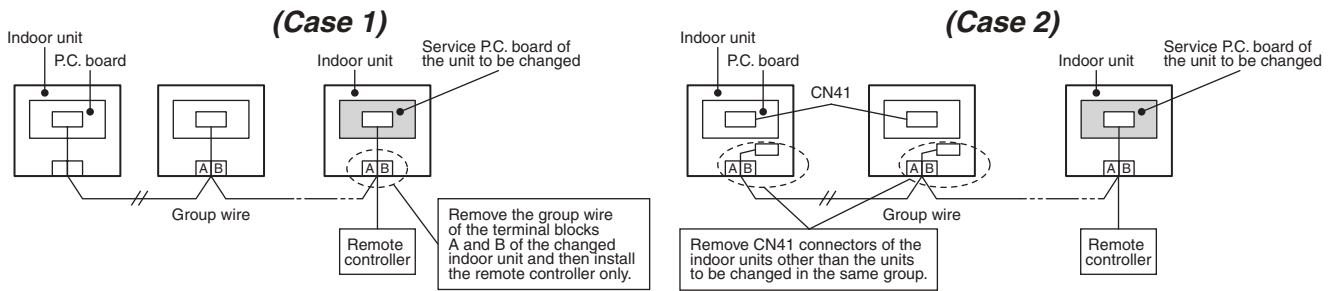 (Case 1)
Indoor unit
P.C. board
Indoor unit
Service P.C. board of
the unit to be changed
A B
A B
Group wire
Remote
controller
Remove the group wire
of the terminal blocks
A and B of the changed
indoor unit and then install
the remote controller only.
(Case 2)
Indoor unit
P.C. board
CN41
Indoor unit
Service P.C. board of
the unit to be changed
A B
A B
A B
Group wire
Remove CN41 connectors of the
indoor units other than the units
to be changed in the same group.
Remote
controller